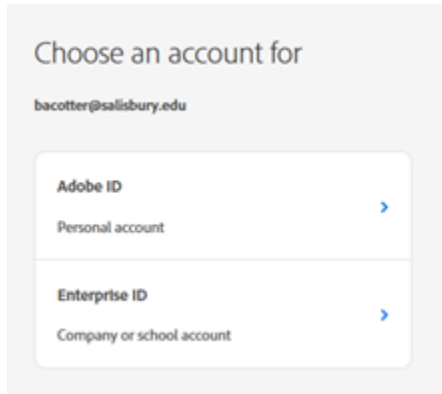 Choose an account for
bacotter@salisbury.edu
Adobe ID
Personal account
Enterprise ID
Company or school account